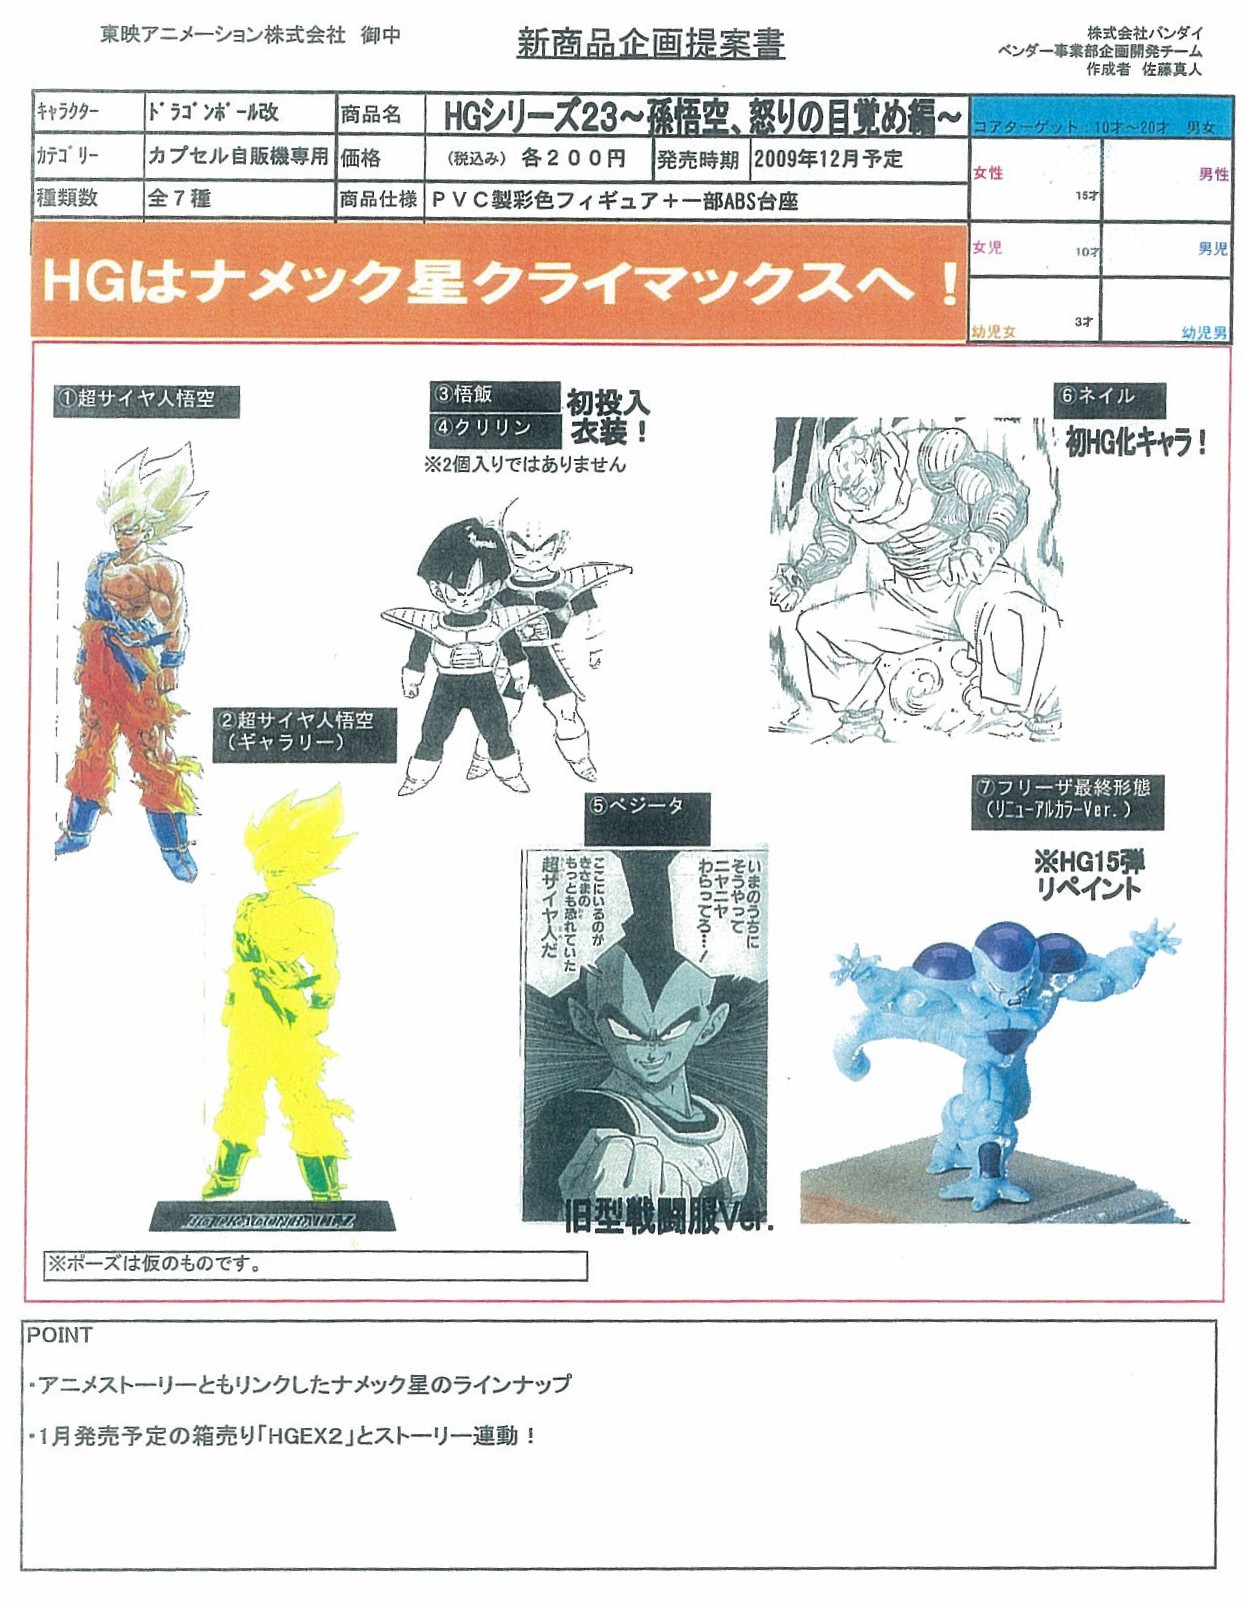 東映アニメーション株式会社 御中
新商品企画提案書
株式会社バンダイ
ベンダー事業部企画開発チーム
作成者 佐藤真人
ｷｬﾗｸﾀｰ ﾄﾞﾗｺﾞﾝﾎﾞｰﾙ改 商品名 HGシリーズ23～孫悟空、怒りの目覚め編～
コアターゲット：10才～20才 男女
ｶﾃｺﾞﾘｰ カプセル自販機専用 価格 （税込み） 各２００円 発売時期 2009年12月予定
種類数 全７種 商品仕様 ＰＶＣ製彩色フィギュア＋一部ABS台座
女性 男性
15才
女児 10才 男児
3才
幼児女 幼児男
HGはナメック星クライマックスへ！
①超サイヤ人悟空
③悟飯
④クリリン
初投入
衣装！
※2個入りではありません
⑥ネイル
初HG化キャラ！
②超サイヤ人悟空
（ギャラリー）
⑤ベジータ
いまのうちに
そうやって
ニヤニヤ
わらってろ…！
ここにいるのが
きさまの
もっとも恐れていた
超サイヤ人だ
旧型戦闘服Ver.
⑦フリーザ最終形態
（ﾘﾆｭｰｱﾙｶﾗｰVer.）
※HG15弾
リペイント
※ポーズは仮のものです。
POINT
・アニメストーリーともリンクしたナメック星のラインナップ
・1月発売予定の箱売り「HGEX2」とストーリー連動！